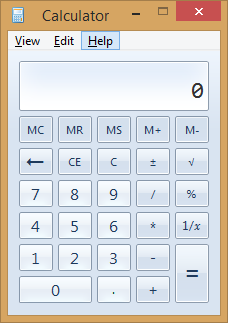 Calculator
View Edit Help
0
MC MR MS M+ M-
← CE C ± √
7 8 9 / %
4 5 6 * 1/x
1 2 3 - =
0 . +